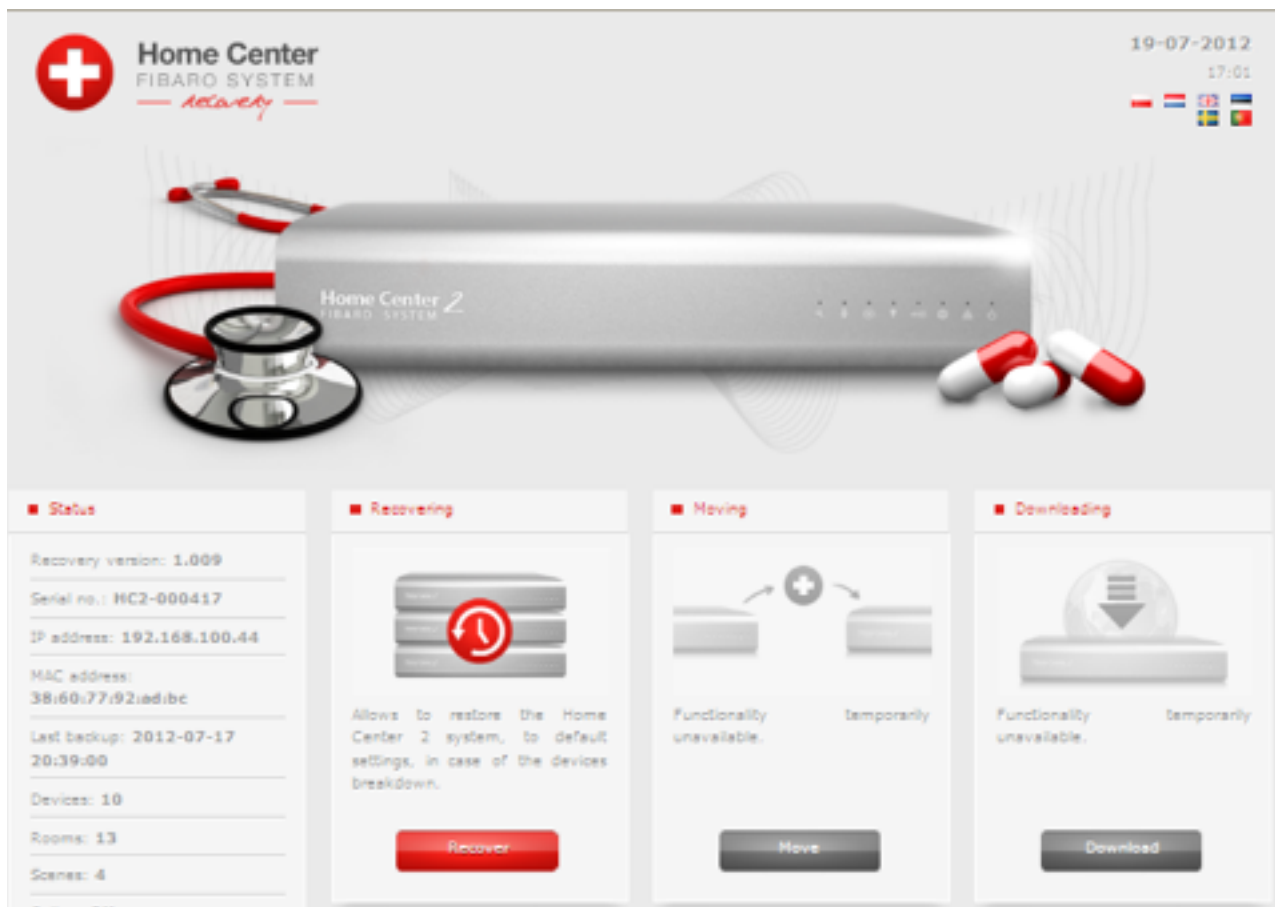 Home Center
FIBARO SYSTEM
recovery
19-07-2012
17:01
Home Center 2
FIBARO SYSTEM
Status
Recovery version: 1.009
Serial no.: HC2-000417
IP address: 192.168.100.44
MAC address:
38:60:77:92:ad:bc
Last backup: 2012-07-17
20:39:00
Devices: 10
Rooms: 13
Scenes: 4
Recovering
Allows to restore the Home
Center 2 system, to default
settings, in case of the devices
breakdown.
Recover
Moving
Functionality temporarily
unavailable.
Move
Downloading
Functionality temporarily
unavailable.
Download